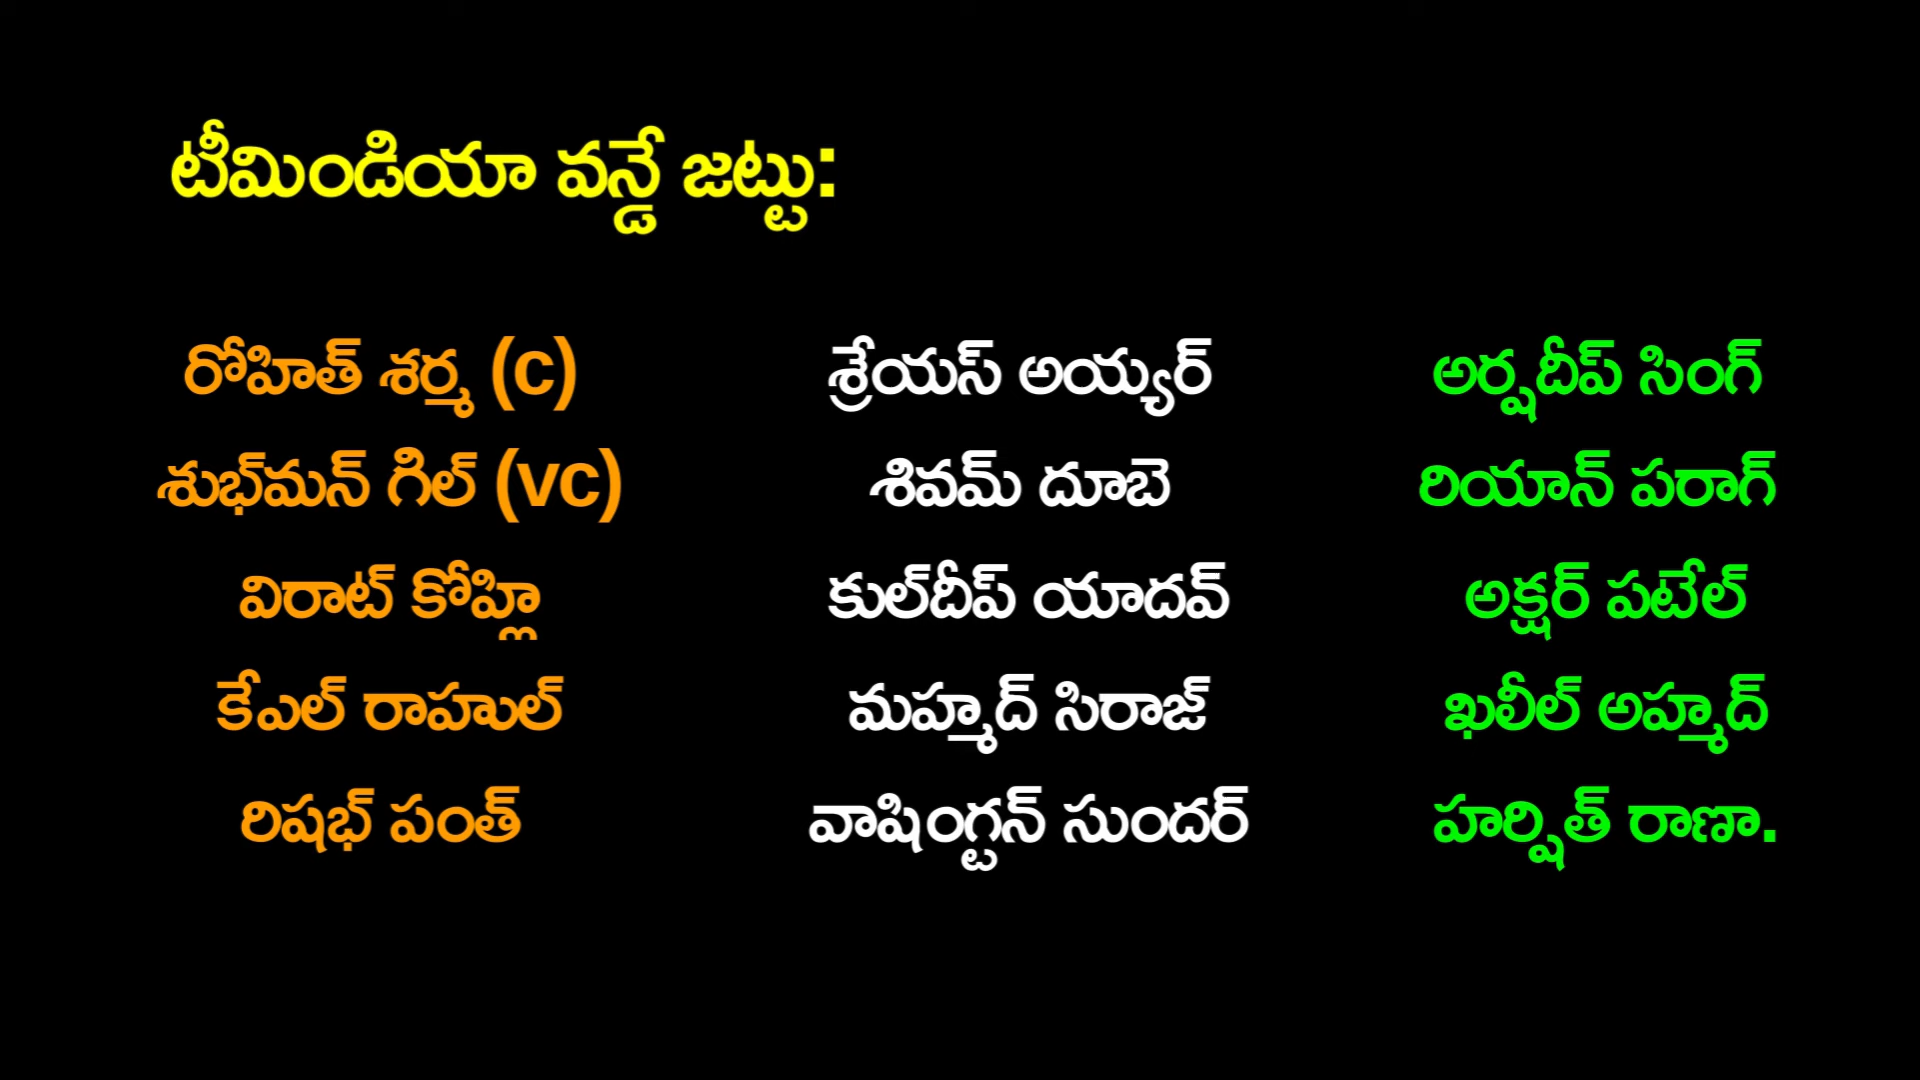 టీమిండియా వన్డే జట్టు:
రోహిత్ శర్మ (c)
శుభ్‌మన్ గిల్ (vc)
విరాట్ కోహ్లి
కేఎల్ రాహుల్
రిషభ్ పంత్
శ్రేయస్ అయ్యర్
శివమ్ దూబె
కుల్‌దీప్ యాదవ్
మహ్మద్ సిరాజ్
వాషింగ్టన్ సుందర్
అర్షదీప్ సింగ్
రియాన్ పరాగ్
అక్షర్ పటేల్
ఖలీల్ అహ్మద్
హర్షిత్ రాణా.